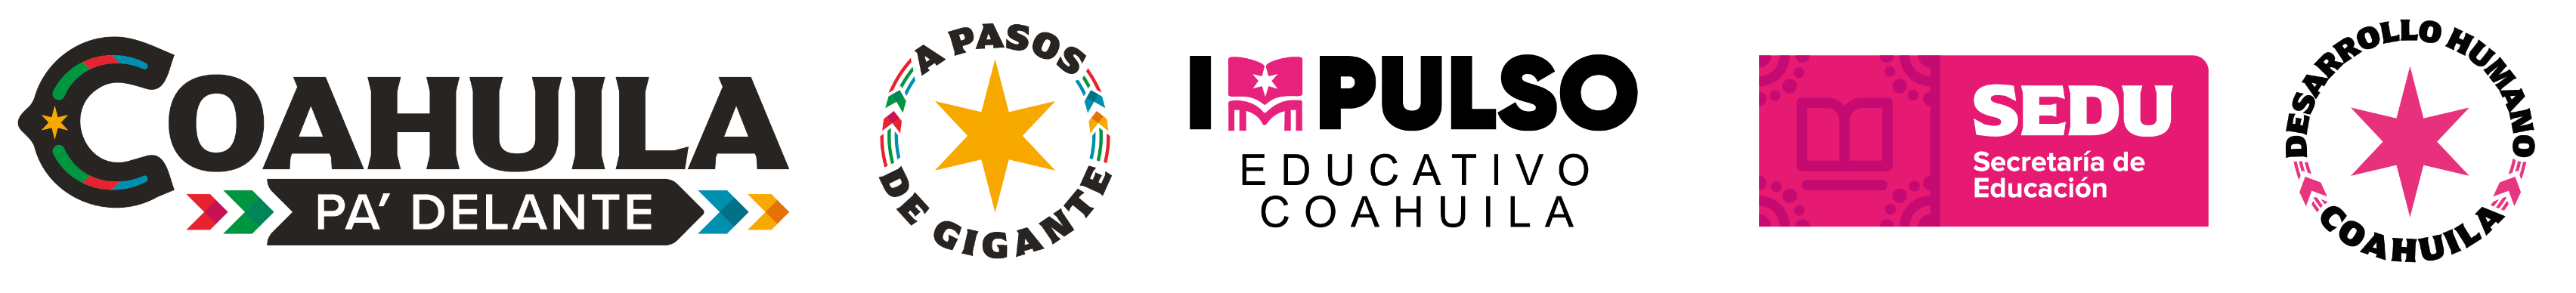 COAHUILA
PA’ DELANTE
A PASOS
DE GIGANTE
IMPULSO
EDUCATIVO
COAHUILA
SEDU
Secretaría de
Educación
DESARROLLO HUMANO
COAHUILA